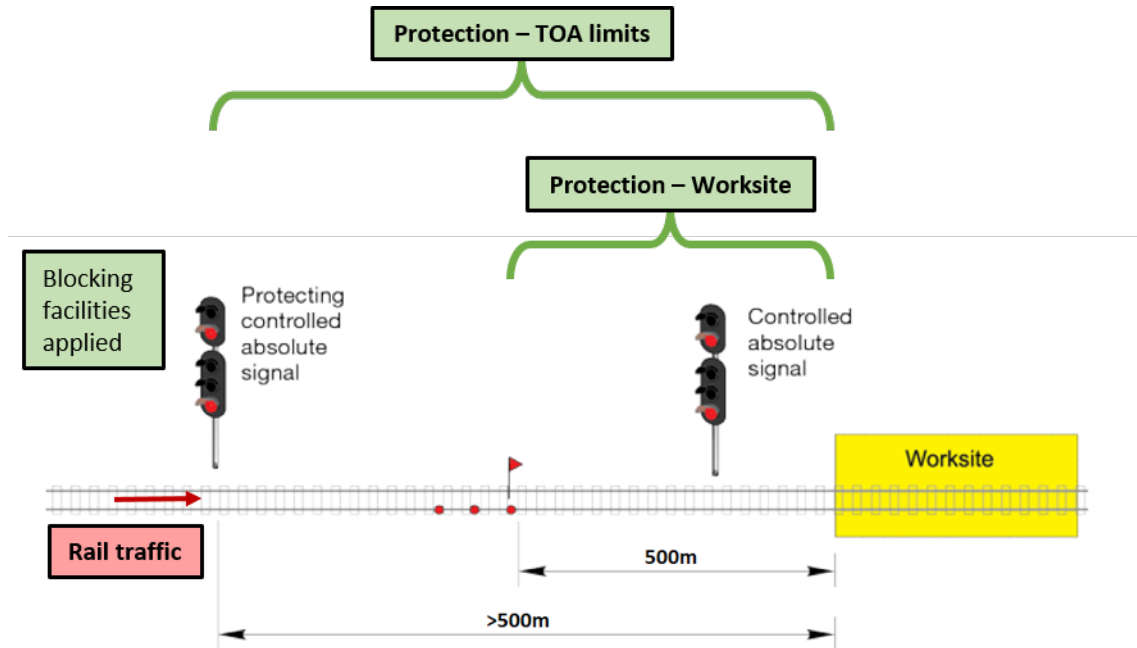 Protection – TOA limits
Protection – Worksite
Blocking
facilities
applied
Protecting
controlled
absolute
signal
Controlled
absolute
signal
Worksite
Rail traffic
500m
>500m